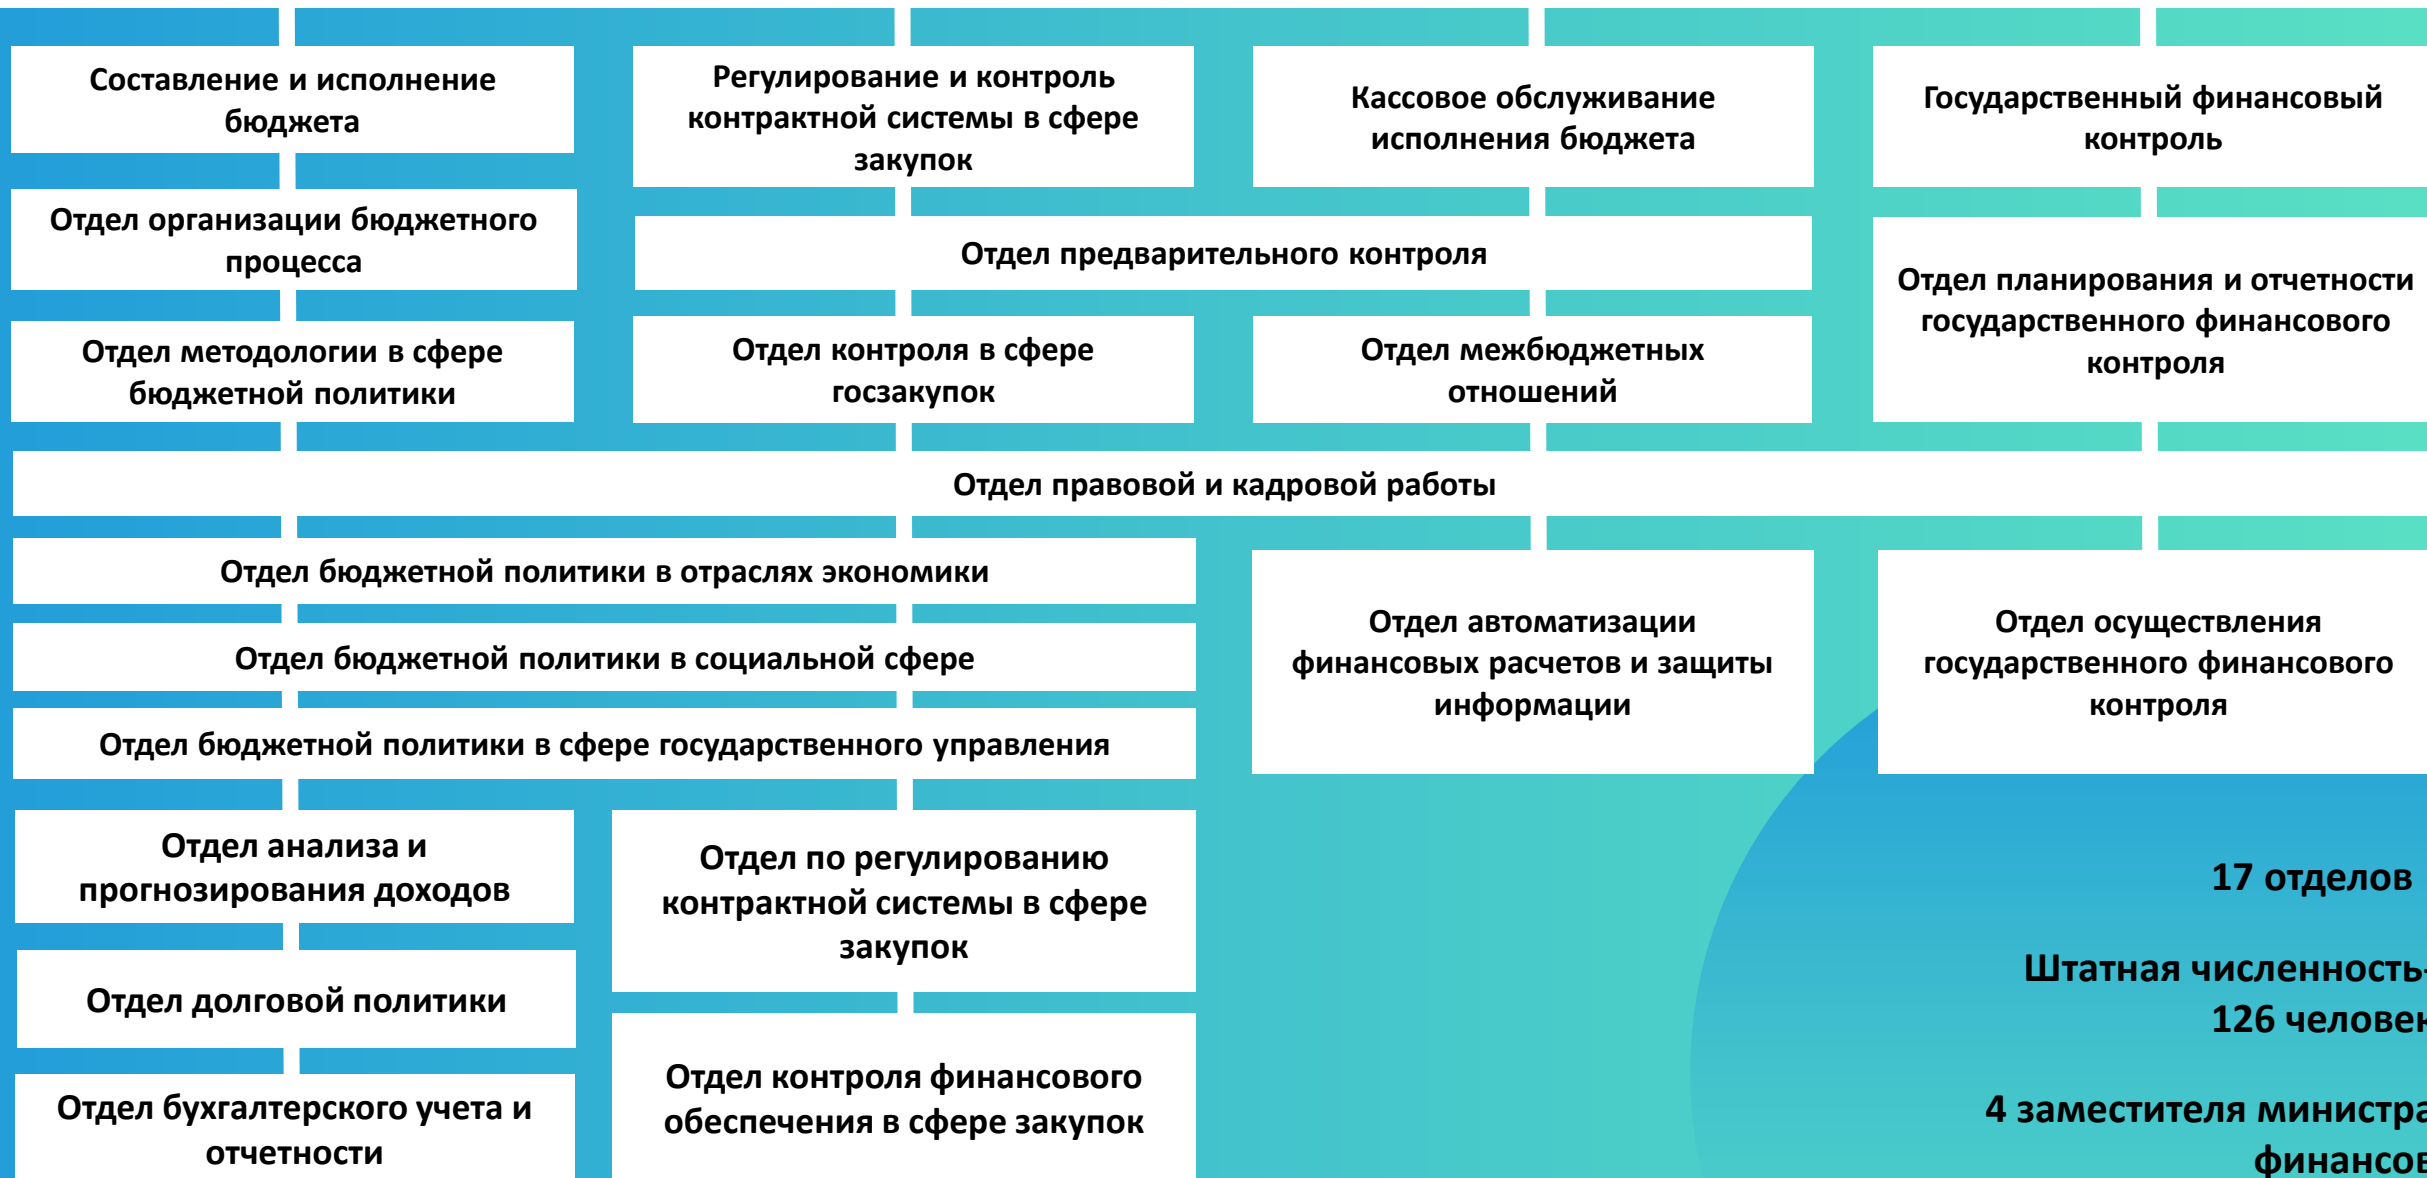 Составление и исполнение
бюджета
Регулирование и контроль
контрактной системы в сфере
закупок
Кассовое обслуживание
исполнения бюджета
Государственный финансовый
контроль
Отдел организации бюджетного
процесса
Отдел предварительного контроля
Отдел планирования и отчетности
государственного финансового
контроля
Отдел методологии в сфере
бюджетной политики
Отдел контроля в сфере
госзакупок
Отдел межбюджетных
отношений
Отдел правовой и кадровой работы
Отдел бюджетной политики в отраслях экономики
Отдел бюджетной политики в социальной сфере
Отдел бюджетной политики в сфере государственного управления
Отдел автоматизации
финансовых расчетов и защиты
информации
Отдел осуществления
государственного финансового
контроля
Отдел анализа и
прогнозирования доходов
Отдел по регулированию
контрактной системы в сфере
закупок
Отдел долговой политики
Отдел контроля финансового
обеспечения в сфере закупок
Отдел бухгалтерского учета и
отчетности
17 отделов
Штатная численность-
126 человек
4 заместителя министра
финансов